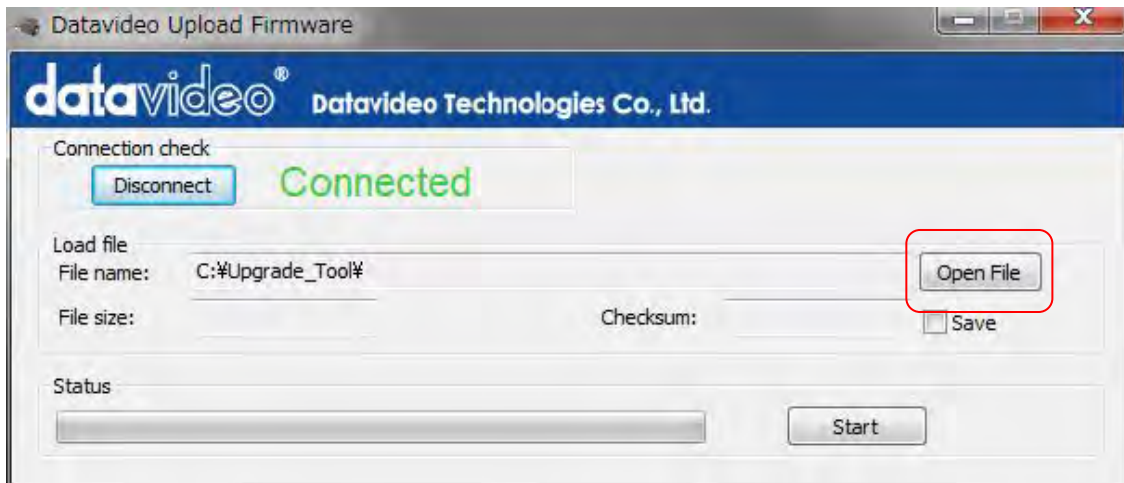 Datavideo Upload Firmware
datavideo® Datavideo Technologies Co., Ltd.
Connection check
Disconnect Connected
Load file
File name: C:¥Upgrade_Tool¥ Open File
File size: Checksum: Save
Status
Start